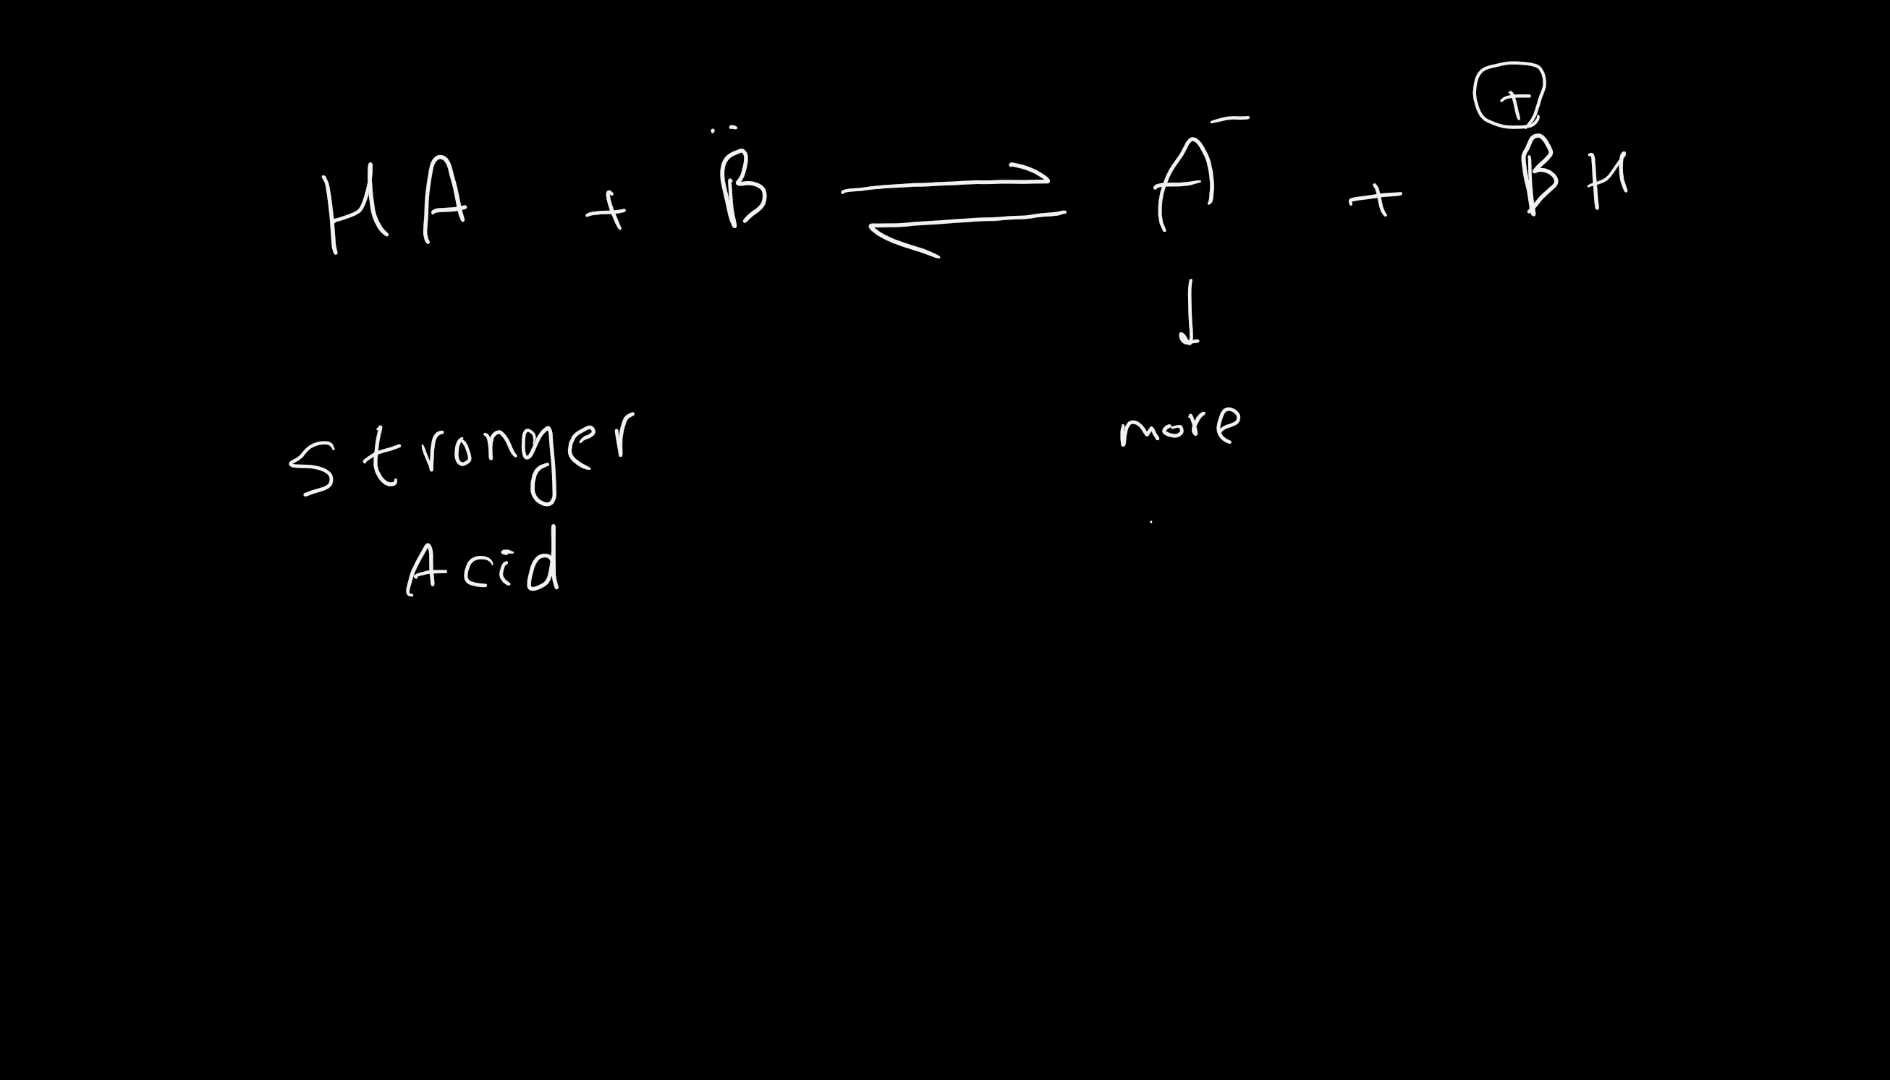 HA + B̈ ⇌ A⁻ + B⊕H
↓
more
stronger
Acid